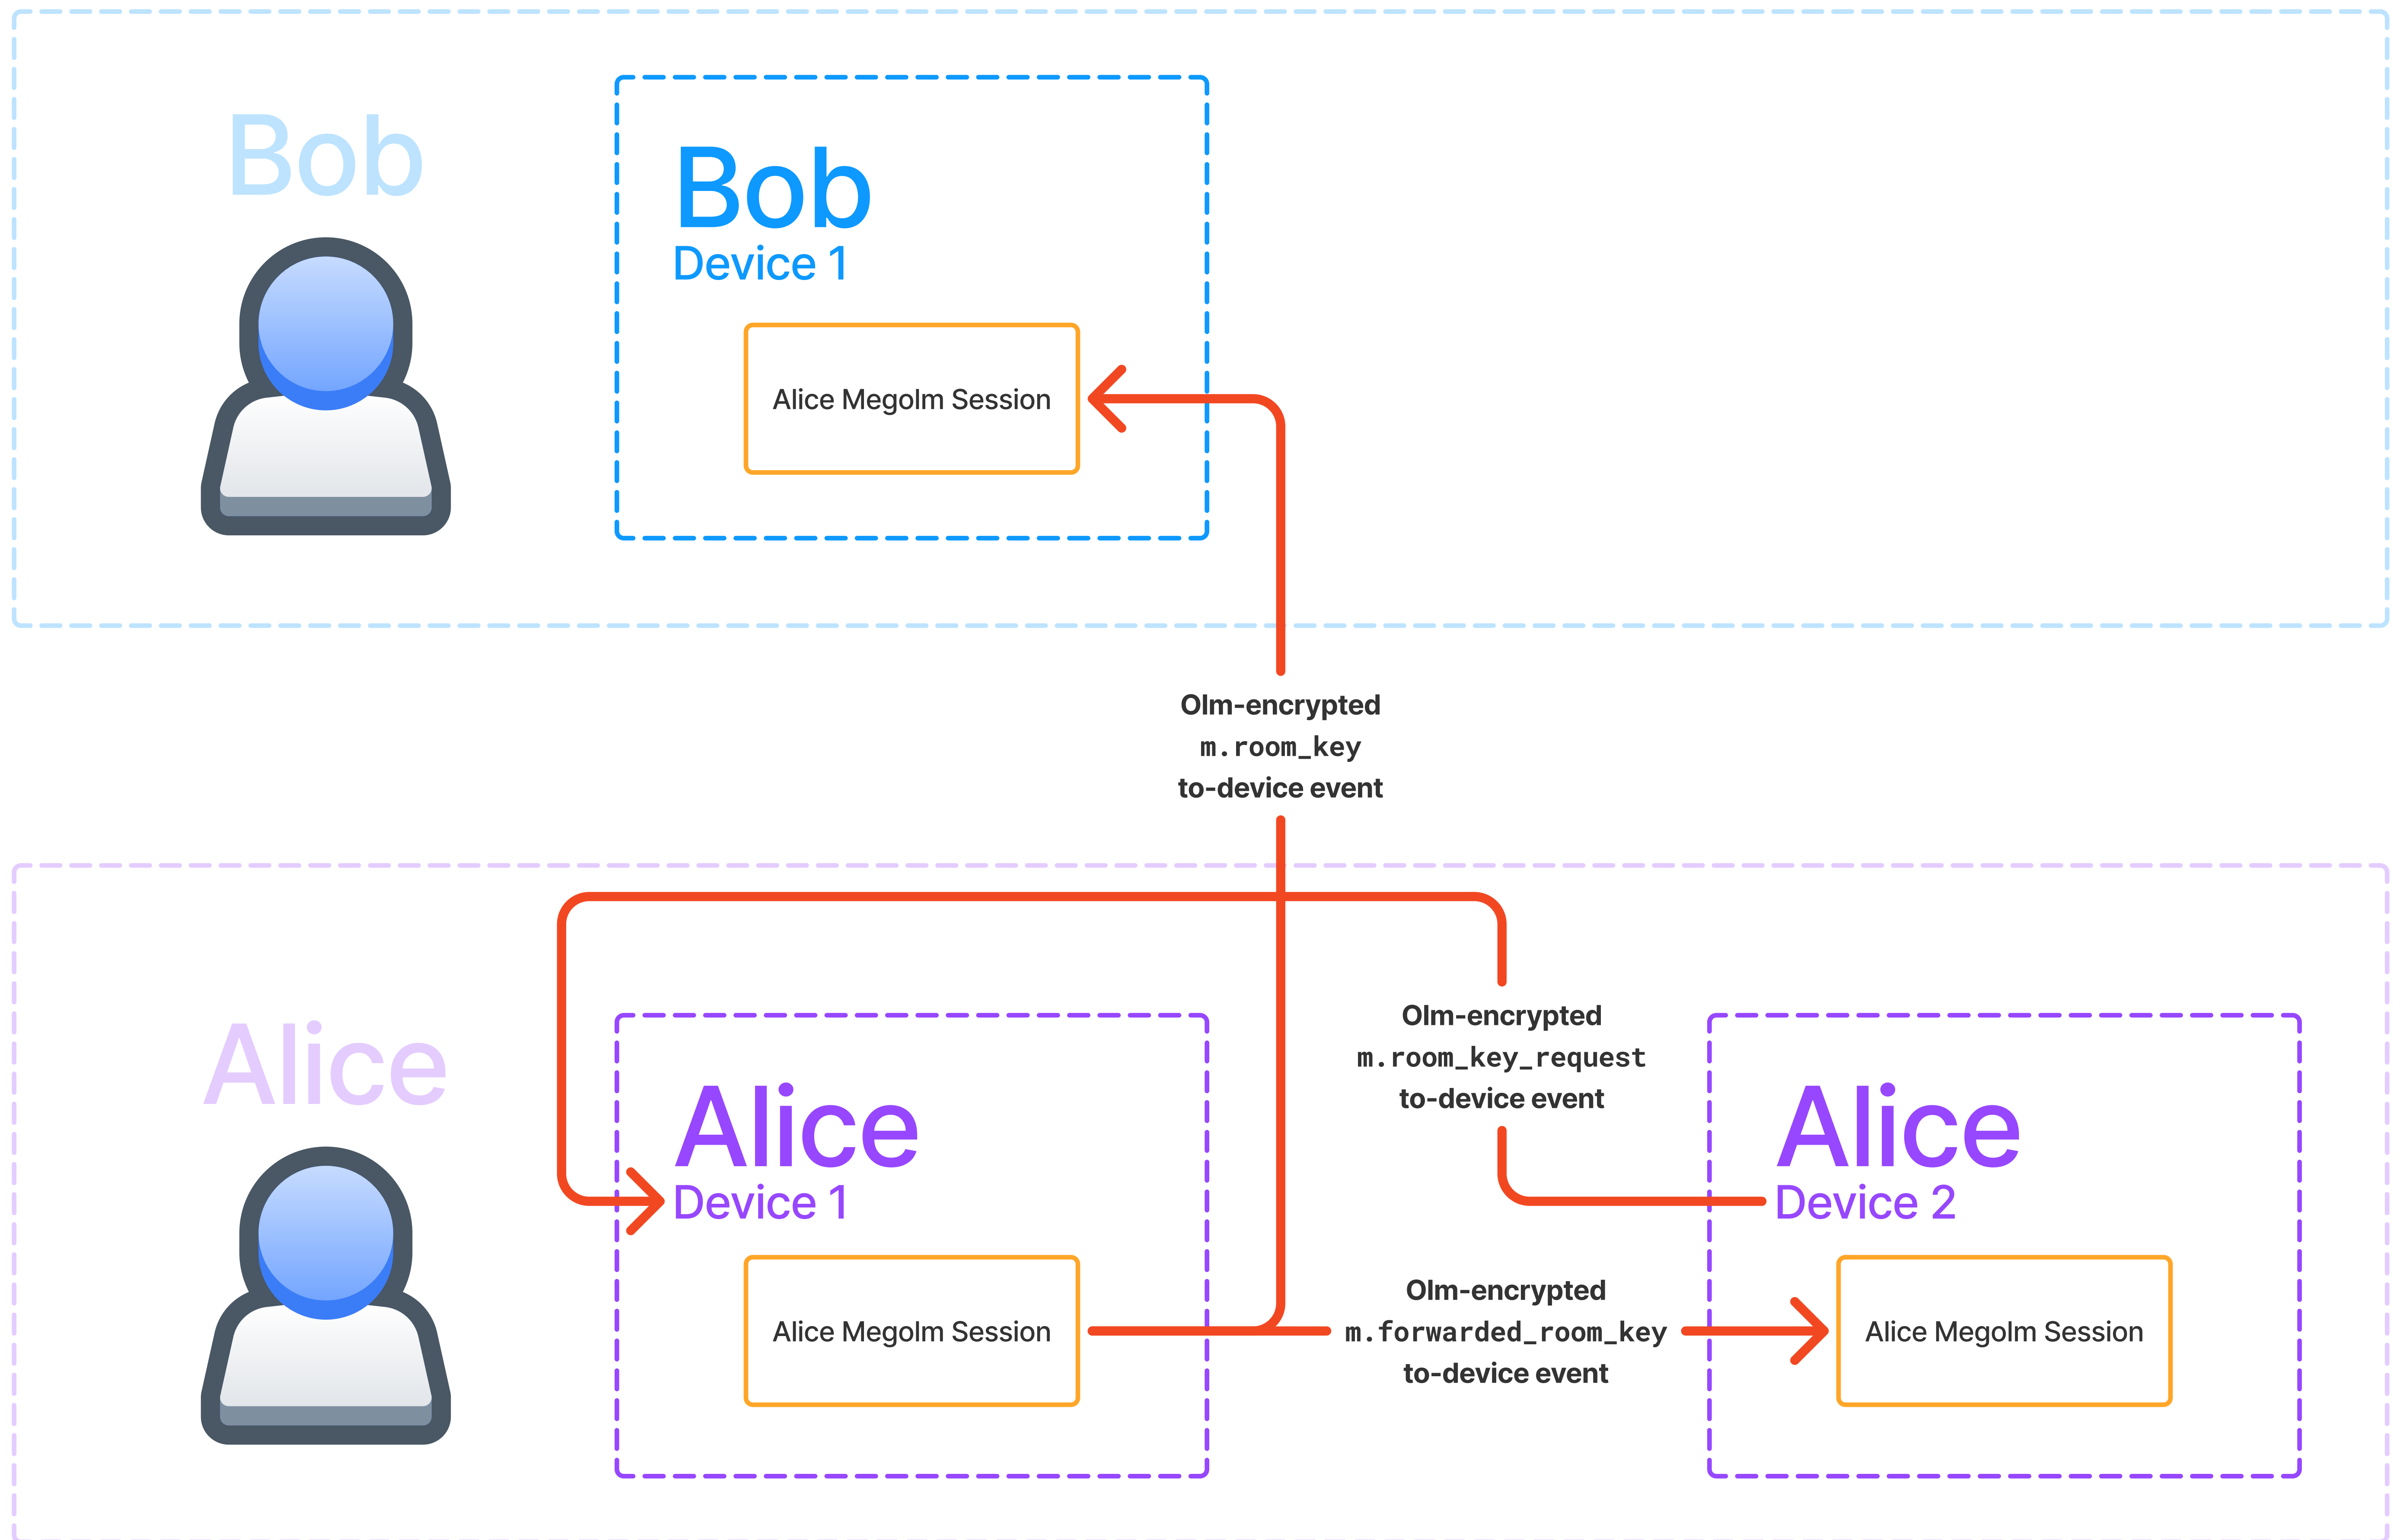 Bob
Bob
Device 1
Alice Megolm Session
Olm-encrypted
m.room_key
to-device event
Alice
Alice
Device 1
Alice Megolm Session
Olm-encrypted
m.room_key_request
to-device event
Olm-encrypted
m.forwarded_room_key
to-device event
Alice
Device 2
Alice Megolm Session